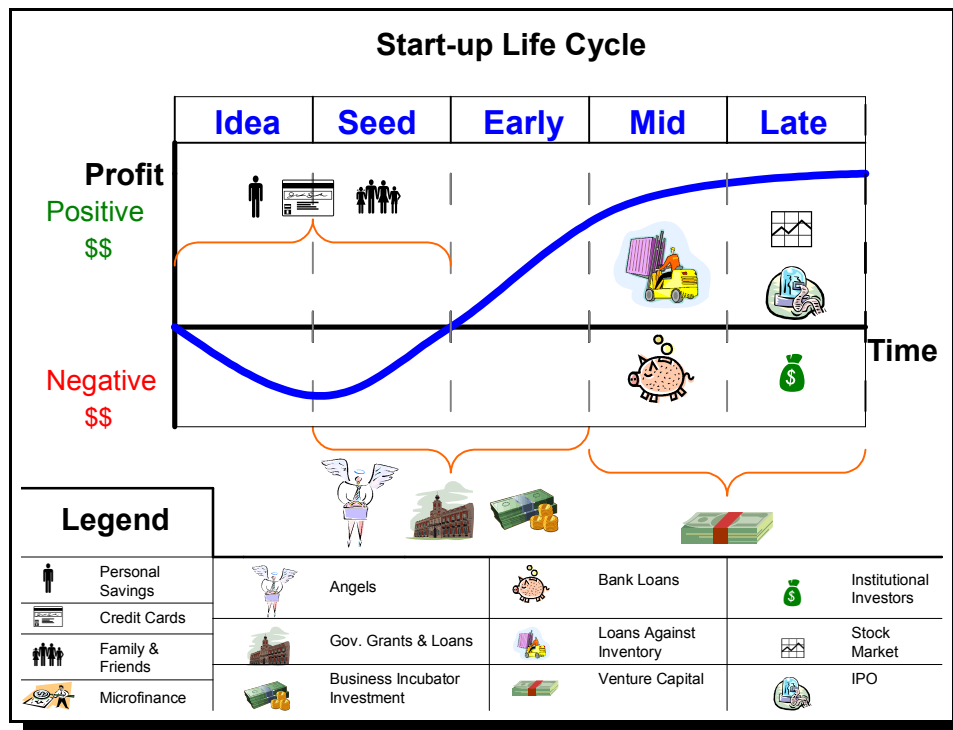 Start-up Life Cycle
Idea
Seed
Early
Mid
Late
Profit
Positive
$$
Negative
$$
$
Time
Legend
Personal
Savings
Credit Cards
Family &
Friends
Microfinance
Angels
Gov. Grants & Loans
Business Incubator
Investment
Bank Loans
Loans Against
Inventory
Venture Capital
$
Institutional
Investors
Stock
Market
IPO